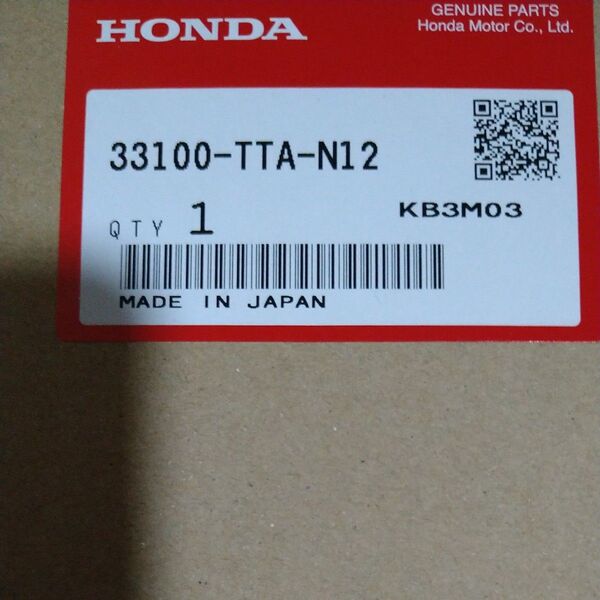 HONDA
GENUINE PARTS
Honda Motor Co., Ltd.
33100-TTA-N12
QTY 1
KB3M03
MADE IN JAPAN